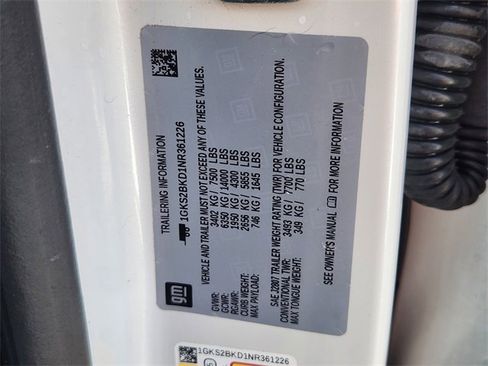 TRAILERING INFORMATION
1GKS2BKD1NR361226
VEHICLE AND TRAILER MUST NOT EXCEED ANY OF THESE VALUES.
GVWR: 3402 KG/ 7500 LBS
GCWR: 6350 KG/ 14000 LBS
RGAWR: 1950 KG/ 4300 LBS
CURB WEIGHT: 2656 KG/ 5855 LBS
MAX PAYLOAD: 746 KG/ 1645 LBS
SAE J2807 TRAILER WEIGHT RATING (TWR) FOR VEHICLE CONFIGURATION.
CONVENTIONAL TWR: 3493 KG/ 7700 LBS
MAX TONGUE WEIGHT: 349 KG/ 770 LBS
SEE OWNER'S MANUAL FOR MORE INFORMATION
gm
1GKS2BKD1NR361226